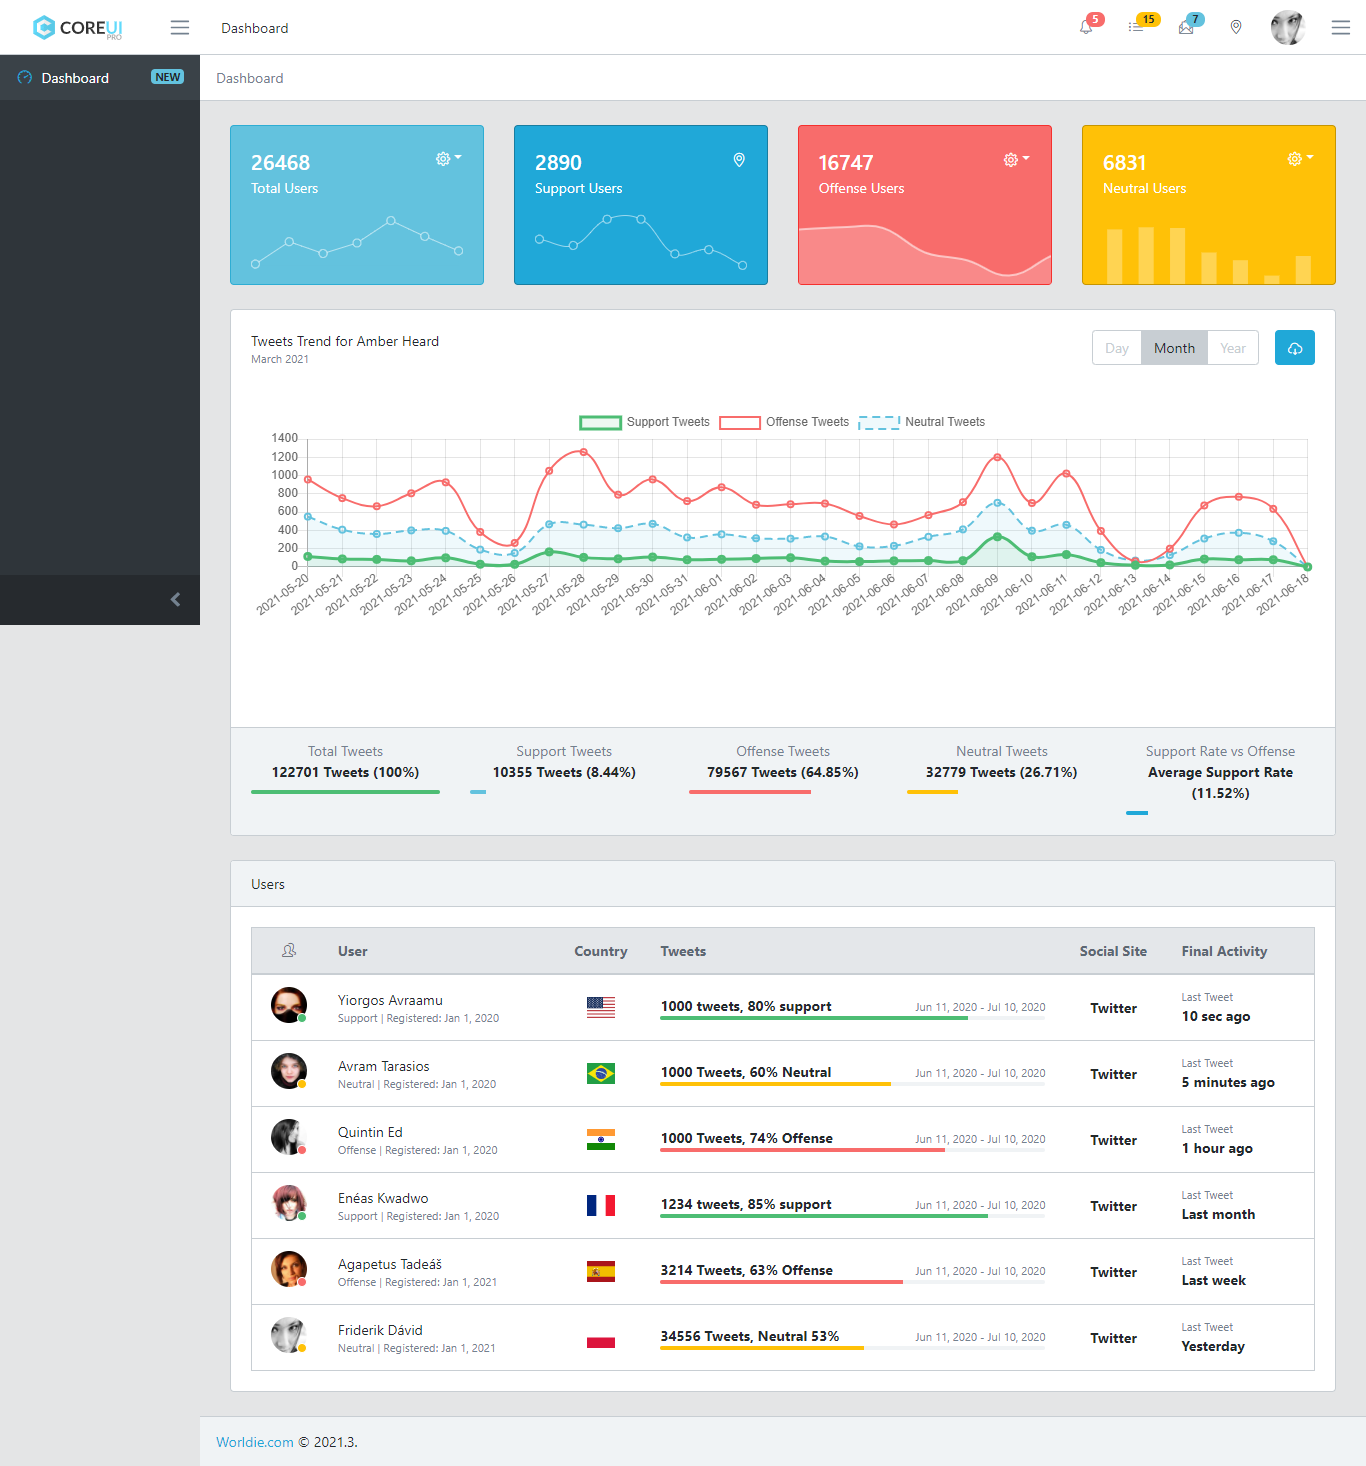 COREUI PRO
Dashboard
5
15
7
Dashboard NEW
Dashboard
26468
Total Users
2890
Support Users
16747
Offense Users
6831
Neutral Users
Tweets Trend for Amber Heard
March 2021
Day Month Year
Support Tweets Offense Tweets Neutral Tweets
1400
1200
1000
800
600
400
200
0
2021-05-20 2021-05-21 2021-05-22 2021-05-23 2021-05-24 2021-05-25 2021-05-26 2021-05-27 2021-05-28 2021-05-29 2021-05-30 2021-05-31 2021-06-01 2021-06-02 2021-06-03 2021-06-04 2021-06-05 2021-06-06 2021-06-07 2021-06-08 2021-06-09 2021-06-10 2021-06-11 2021-06-12 2021-06-13 2021-06-14 2021-06-15 2021-06-16 2021-06-17 2021-06-18
Total Tweets
122701 Tweets (100%)
Support Tweets
10355 Tweets (8.44%)
Offense Tweets
79567 Tweets (64.85%)
Neutral Tweets
32779 Tweets (26.71%)
Support Rate vs Offense
Average Support Rate
(11.52%)
Users
User Country Tweets Social Site Final Activity
Yiorgos Avraamu
Support | Registered: Jan 1, 2020
1000 tweets, 80% support
Jun 11, 2020 - Jul 10, 2020
Twitter
Last Tweet
10 sec ago
Avram Tarasios
Neutral | Registered: Jan 1, 2020
1000 Tweets, 60% Neutral
Jun 11, 2020 - Jul 10, 2020
Twitter
Last Tweet
5 minutes ago
Quintin Ed
Offense | Registered: Jan 1, 2020
1000 Tweets, 74% Offense
Jun 11, 2020 - Jul 10, 2020
Twitter
Last Tweet
1 hour ago
Enéas Kwadwo
Support | Registered: Jan 1, 2020
1234 tweets, 85% support
Jun 11, 2020 - Jul 10, 2020
Twitter
Last Tweet
Last month
Agapetus Tadeáš
Offense | Registered: Jan 1, 2021
3214 Tweets, 63% Offense
Jun 11, 2020 - Jul 10, 2020
Twitter
Last Tweet
Last week
Friderik Dávid
Neutral | Registered: Jan 1, 2021
34556 Tweets, Neutral 53%
Jun 11, 2020 - Jul 10, 2020
Twitter
Last Tweet
Yesterday
Worldie.com © 2021.3.